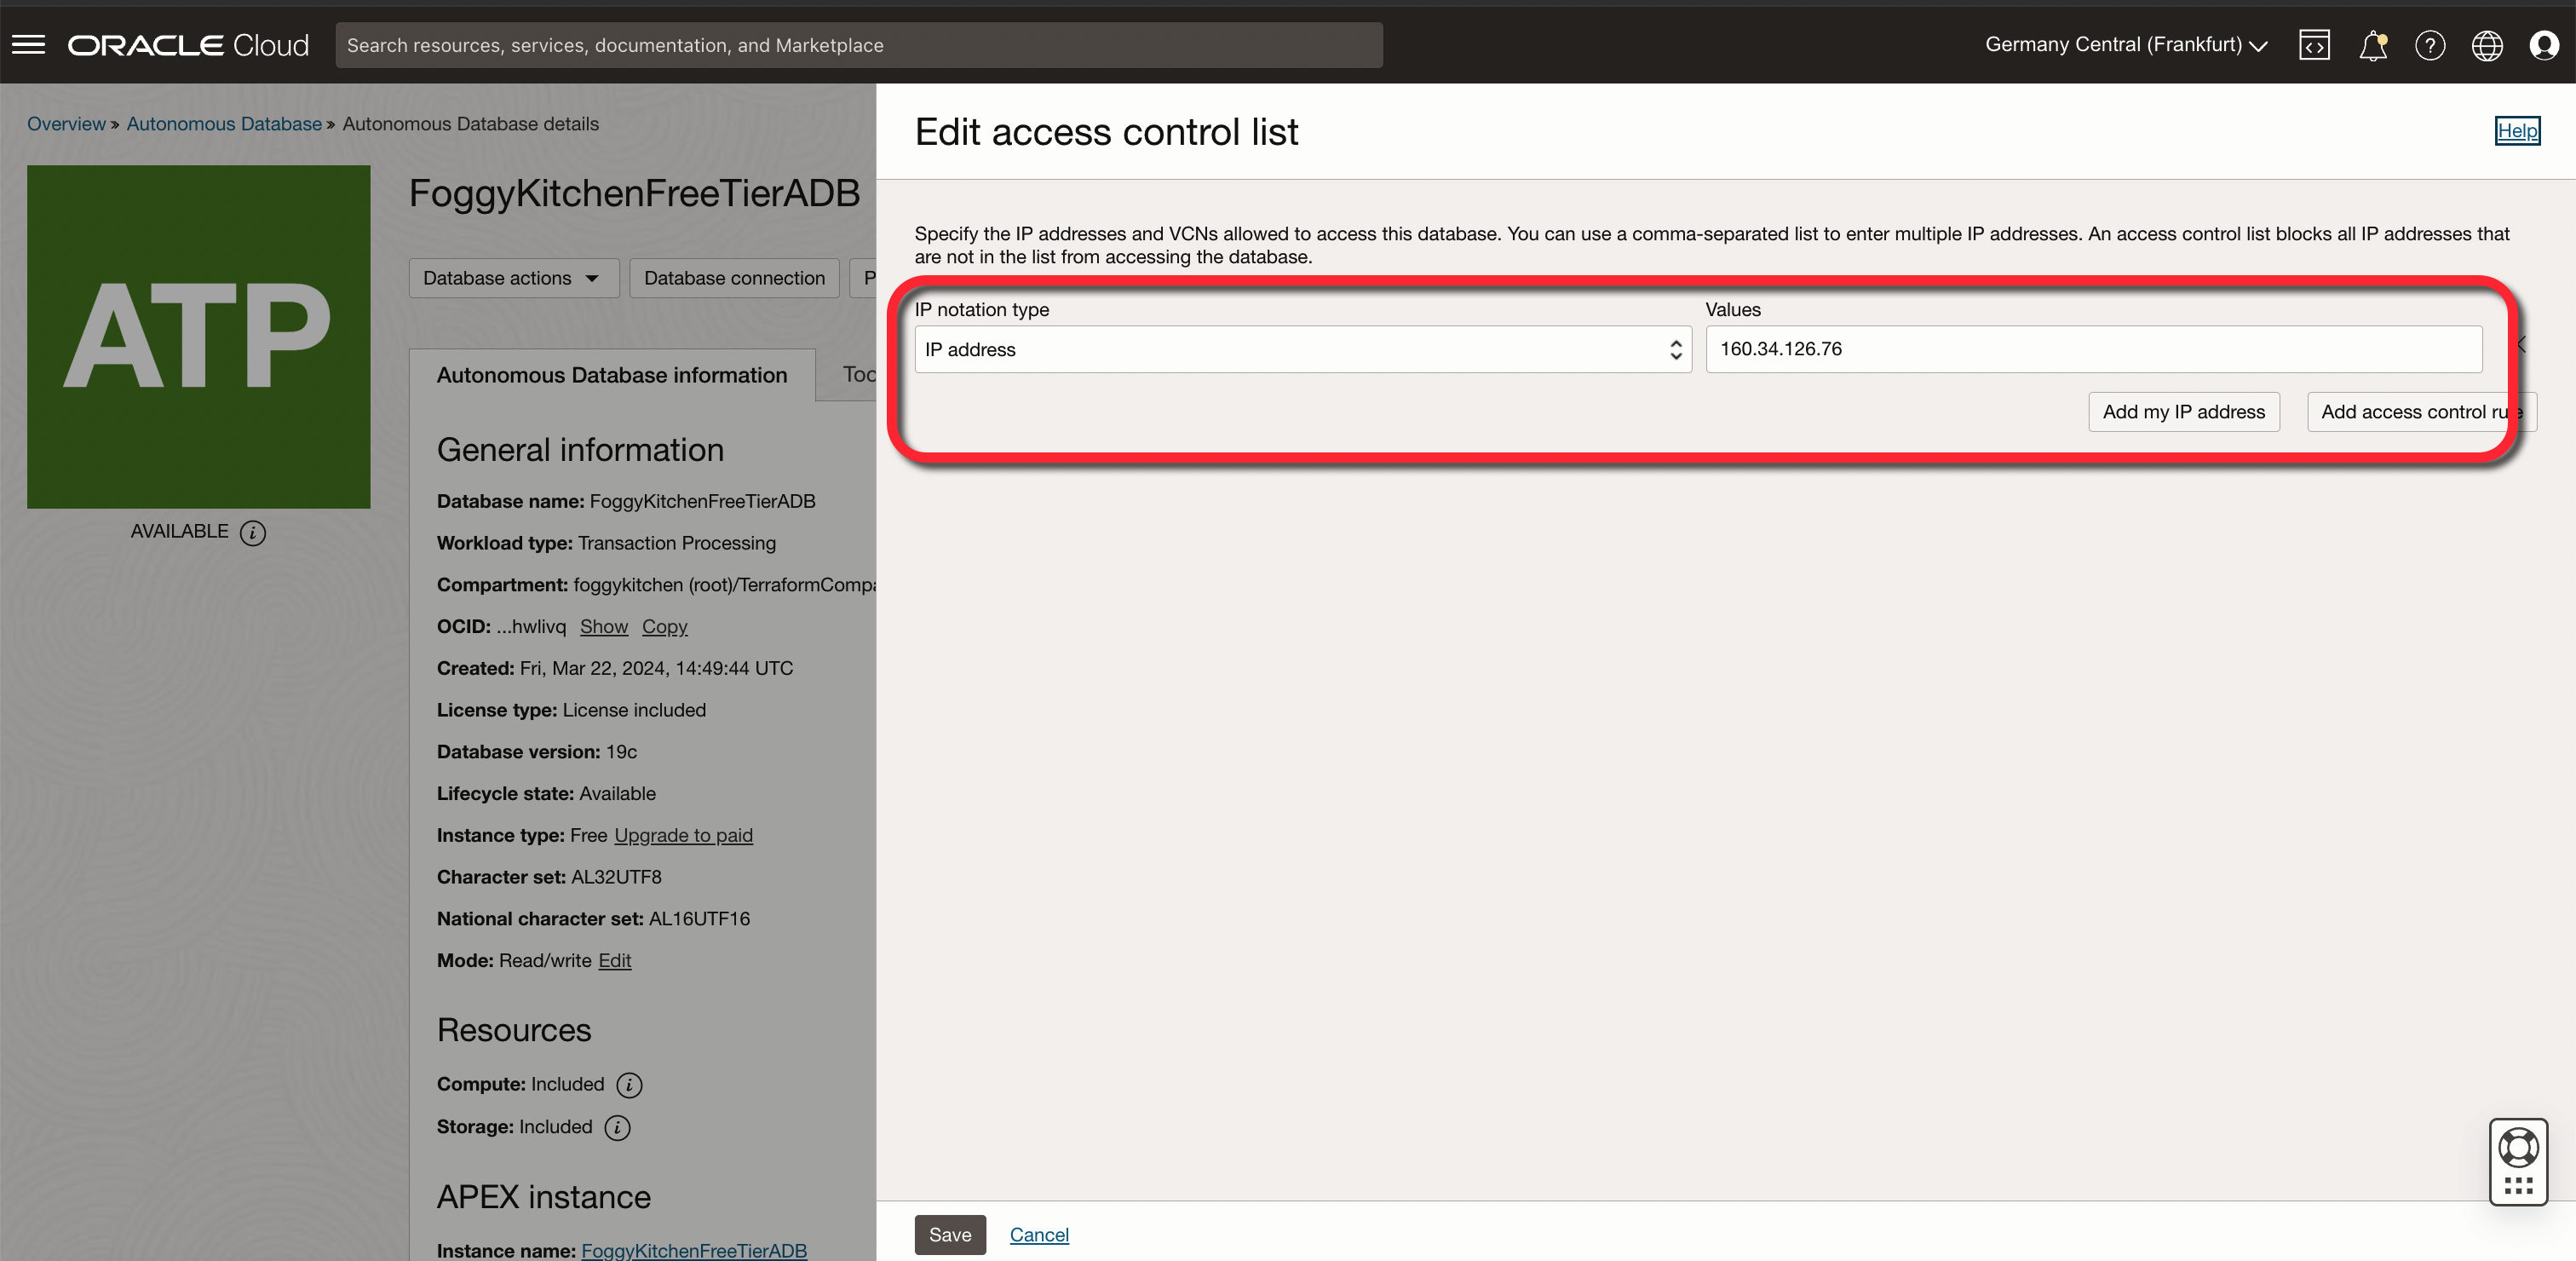 ORACLE Cloud
Search resources, services, documentation, and Marketplace
Germany Central (Frankfurt)
Overview » Autonomous Database » Autonomous Database details
ATP
AVAILABLE
FoggyKitchenFreeTierADB
Database actions
Database connection
P
Autonomous Database information
Too
General information
Database name: FoggyKitchenFreeTierADB
Workload type: Transaction Processing
Compartment: foggykitchen (root)/TerraformCompa
OCID: ...hwlivq Show Copy
Created: Fri, Mar 22, 2024, 14:49:44 UTC
License type: License included
Database version: 19c
Lifecycle state: Available
Instance type: Free Upgrade to paid
Character set: AL32UTF8
National character set: AL16UTF16
Mode: Read/write Edit
Resources
Compute: Included
Storage: Included
APEX instance
Instance name: FoggyKitchenFreeTierADB
Edit access control list
Help
Specify the IP addresses and VCNs allowed to access this database. You can use a comma-separated list to enter multiple IP addresses. An access control list blocks all IP addresses that
are not in the list from accessing the database.
IP notation type
IP address
Values
160.34.126.76
Add my IP address
Add access control rule
Save
Cancel